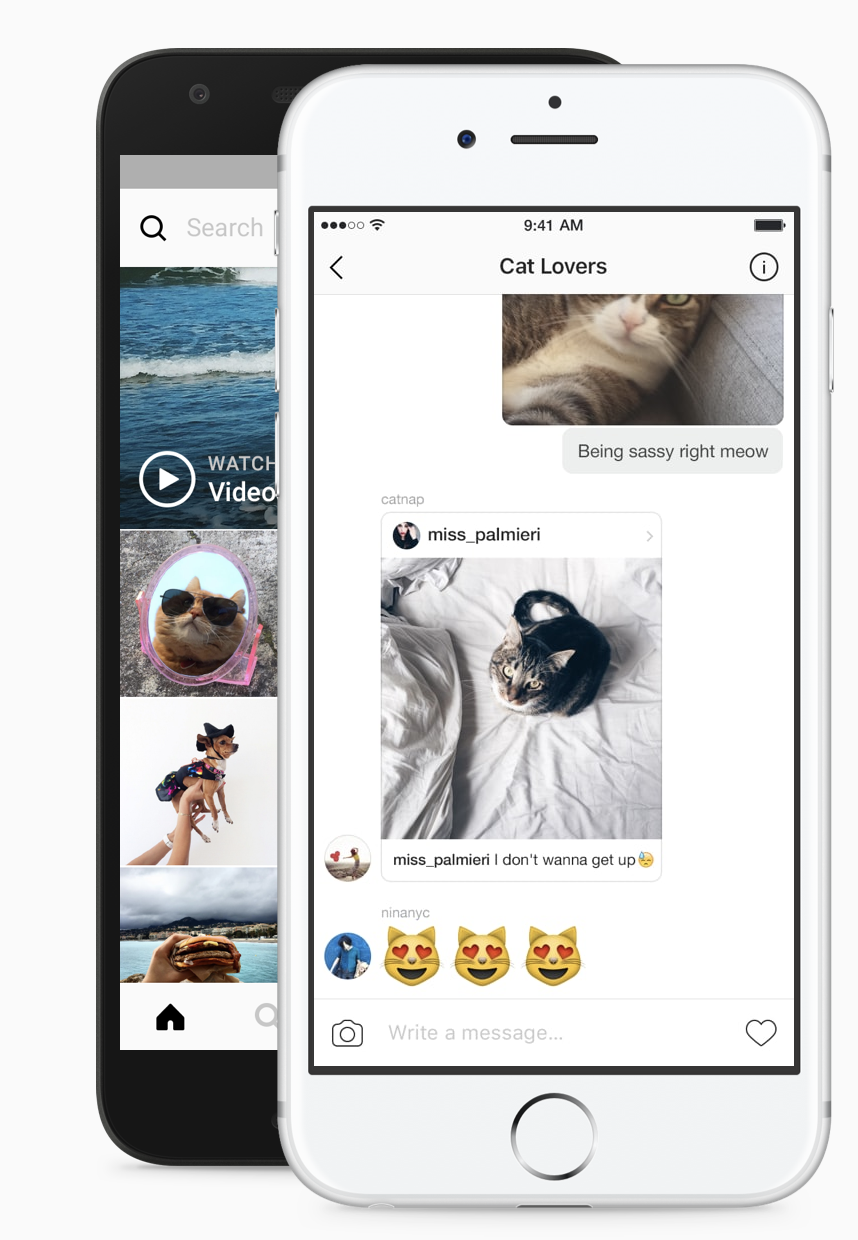 Search
WATCH
Video
9:41 AM
Cat Lovers
Being sassy right meow
catnap
miss_palmieri
miss_palmieri I don't wanna get up😓
ninanyc
😻 😻 😻
Write a message...